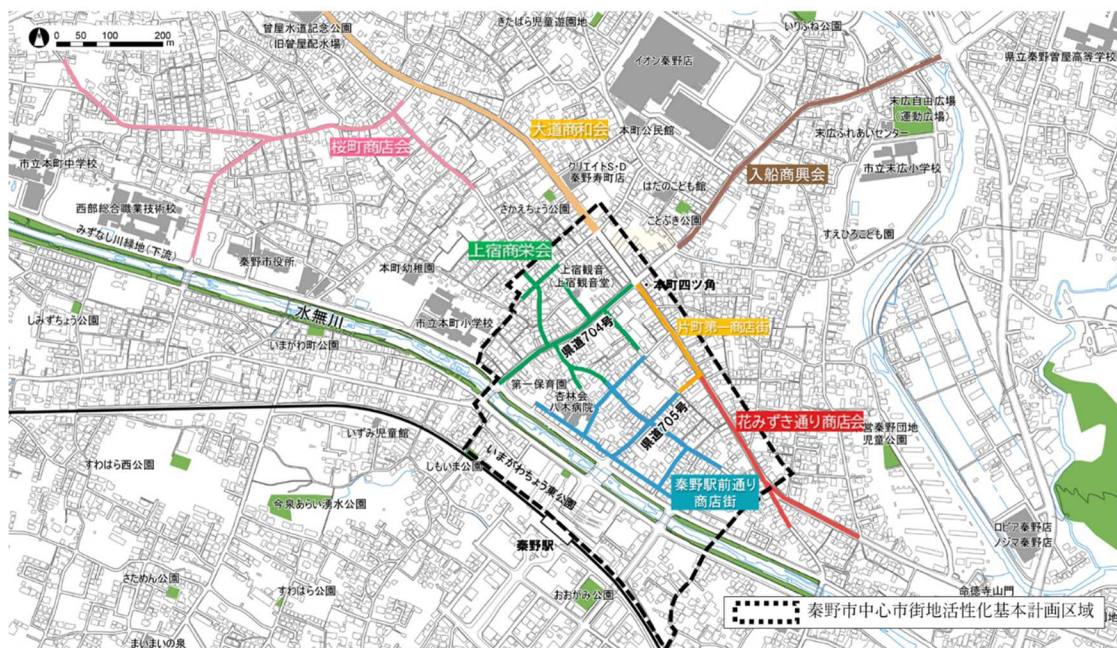 0 50 100 200
m
曾屋水道記念公園
(旧曾屋配水場)
きたはら児童遊園地
いりふね公園
県立秦野曽屋高等学校
イオン秦野店
末広自由広場
(運動広場)
末広ふれあいセンター
市立末広小学校
大道商和会
本町公民館
桜町商店会
入船商興会
クリエイトS・D
秦野寿町店
はだのこども館
市立本町中学校
西部総合職業技術校
さかえちょう公園
ことぶき公園
すえひろこども園
みずなし川緑地(下流)
秦野市役所
本町幼稚園
上宿商栄会
上宿観音
(上宿観音堂)
本町四ツ角
水無川
市立本町小学校
しみずちょう公園
いまがわ町公園
県道704号
片町第一商店街
第一保育園
杏林会
八木病院
県道705号
花みずき通り商店会
営秦野団地
児童公園
いずみ児童館
すわはら西公園
しもいま公園
いまがわちょう東公園
秦野駅前通り
商店街
今泉あらい湧水公園
秦野駅
ロピア秦野店
ノジマ秦野店
さためん公園
すわはら公園
おおがみ公園
命徳寺山門
まいまいの泉
秦野市中心市街地活性化基本計画区域